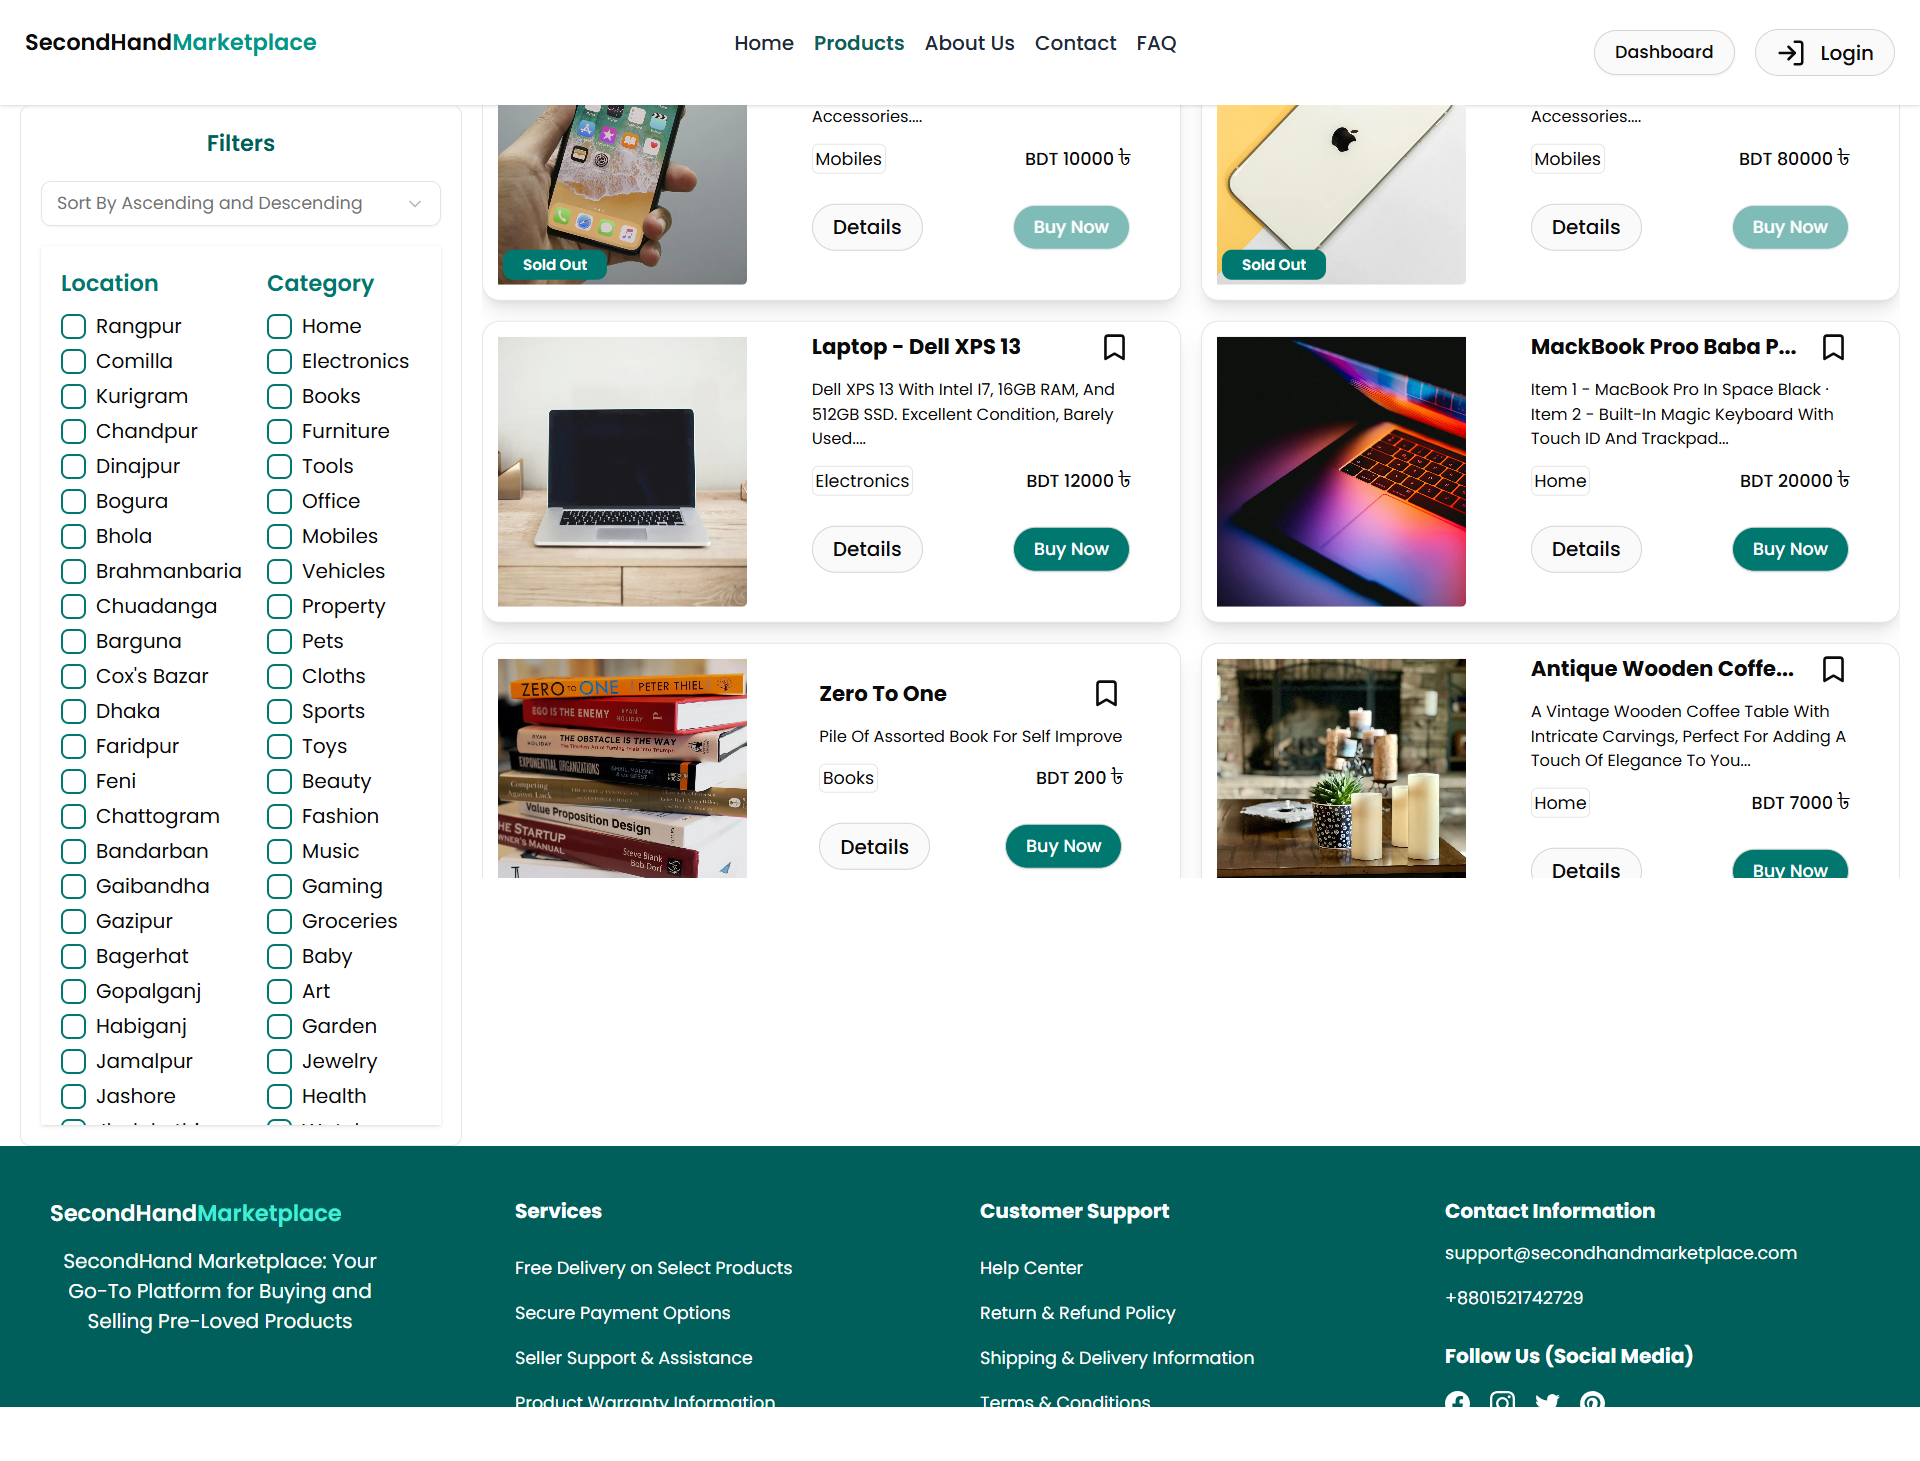 SecondHandMarketplace
Home Products About Us Contact FAQ
Dashboard
Login
Filters
Sort By Ascending and Descending
Location
Rangpur
Comilla
Kurigram
Chandpur
Dinajpur
Bogura
Bhola
Brahmanbaria
Chuadanga
Barguna
Cox's Bazar
Dhaka
Faridpur
Feni
Chattogram
Bandarban
Gaibandha
Gazipur
Bagerhat
Gopalganj
Habiganj
Jamalpur
Jashore
Category
Home
Electronics
Books
Furniture
Tools
Office
Mobiles
Vehicles
Property
Pets
Cloths
Sports
Toys
Beauty
Fashion
Music
Gaming
Groceries
Baby
Art
Garden
Jewelry
Health
Accessories....
Mobiles
BDT 10000 ৳
Details
Buy Now
Sold Out
Accessories....
Mobiles
BDT 80000 ৳
Details
Buy Now
Sold Out
Laptop - Dell XPS 13
Dell XPS 13 With Intel I7, 16GB RAM, And
512GB SSD. Excellent Condition, Barely
Used....
Electronics
BDT 12000 ৳
Details
Buy Now
MackBook Proo Baba P...
Item 1 - MacBook Pro In Space Black ·
Item 2 - Built-In Magic Keyboard With
Touch ID And Trackpad...
Home
BDT 20000 ৳
Details
Buy Now
ZERO TO ONE PETER THIEL
EGO IS THE ENEMY RYAN HOLIDAY
RYAN HOLIDAY THE OBSTACLE IS THE WAY
EXPONENTIAL ORGANIZATIONS
Competing Against Luck
Value Proposition Design
THE STARTUP
OWNER'S MANUAL
Steve Blank
Bob Dorf
Zero To One
Pile Of Assorted Book For Self Improve
Books
BDT 200 ৳
Details
Buy Now
Antique Wooden Coffe...
A Vintage Wooden Coffee Table With
Intricate Carvings, Perfect For Adding A
Touch Of Elegance To You...
Home
BDT 7000 ৳
Details
Buy Now
SecondHandMarketplace
SecondHand Marketplace: Your
Go-To Platform for Buying and
Selling Pre-Loved Products
Services
Free Delivery on Select Products
Secure Payment Options
Seller Support & Assistance
Product Warranty Information
Customer Support
Help Center
Return & Refund Policy
Shipping & Delivery Information
Terms & Conditions
Contact Information
support@secondhandmarketplace.com
+8801521742729
Follow Us (Social Media)